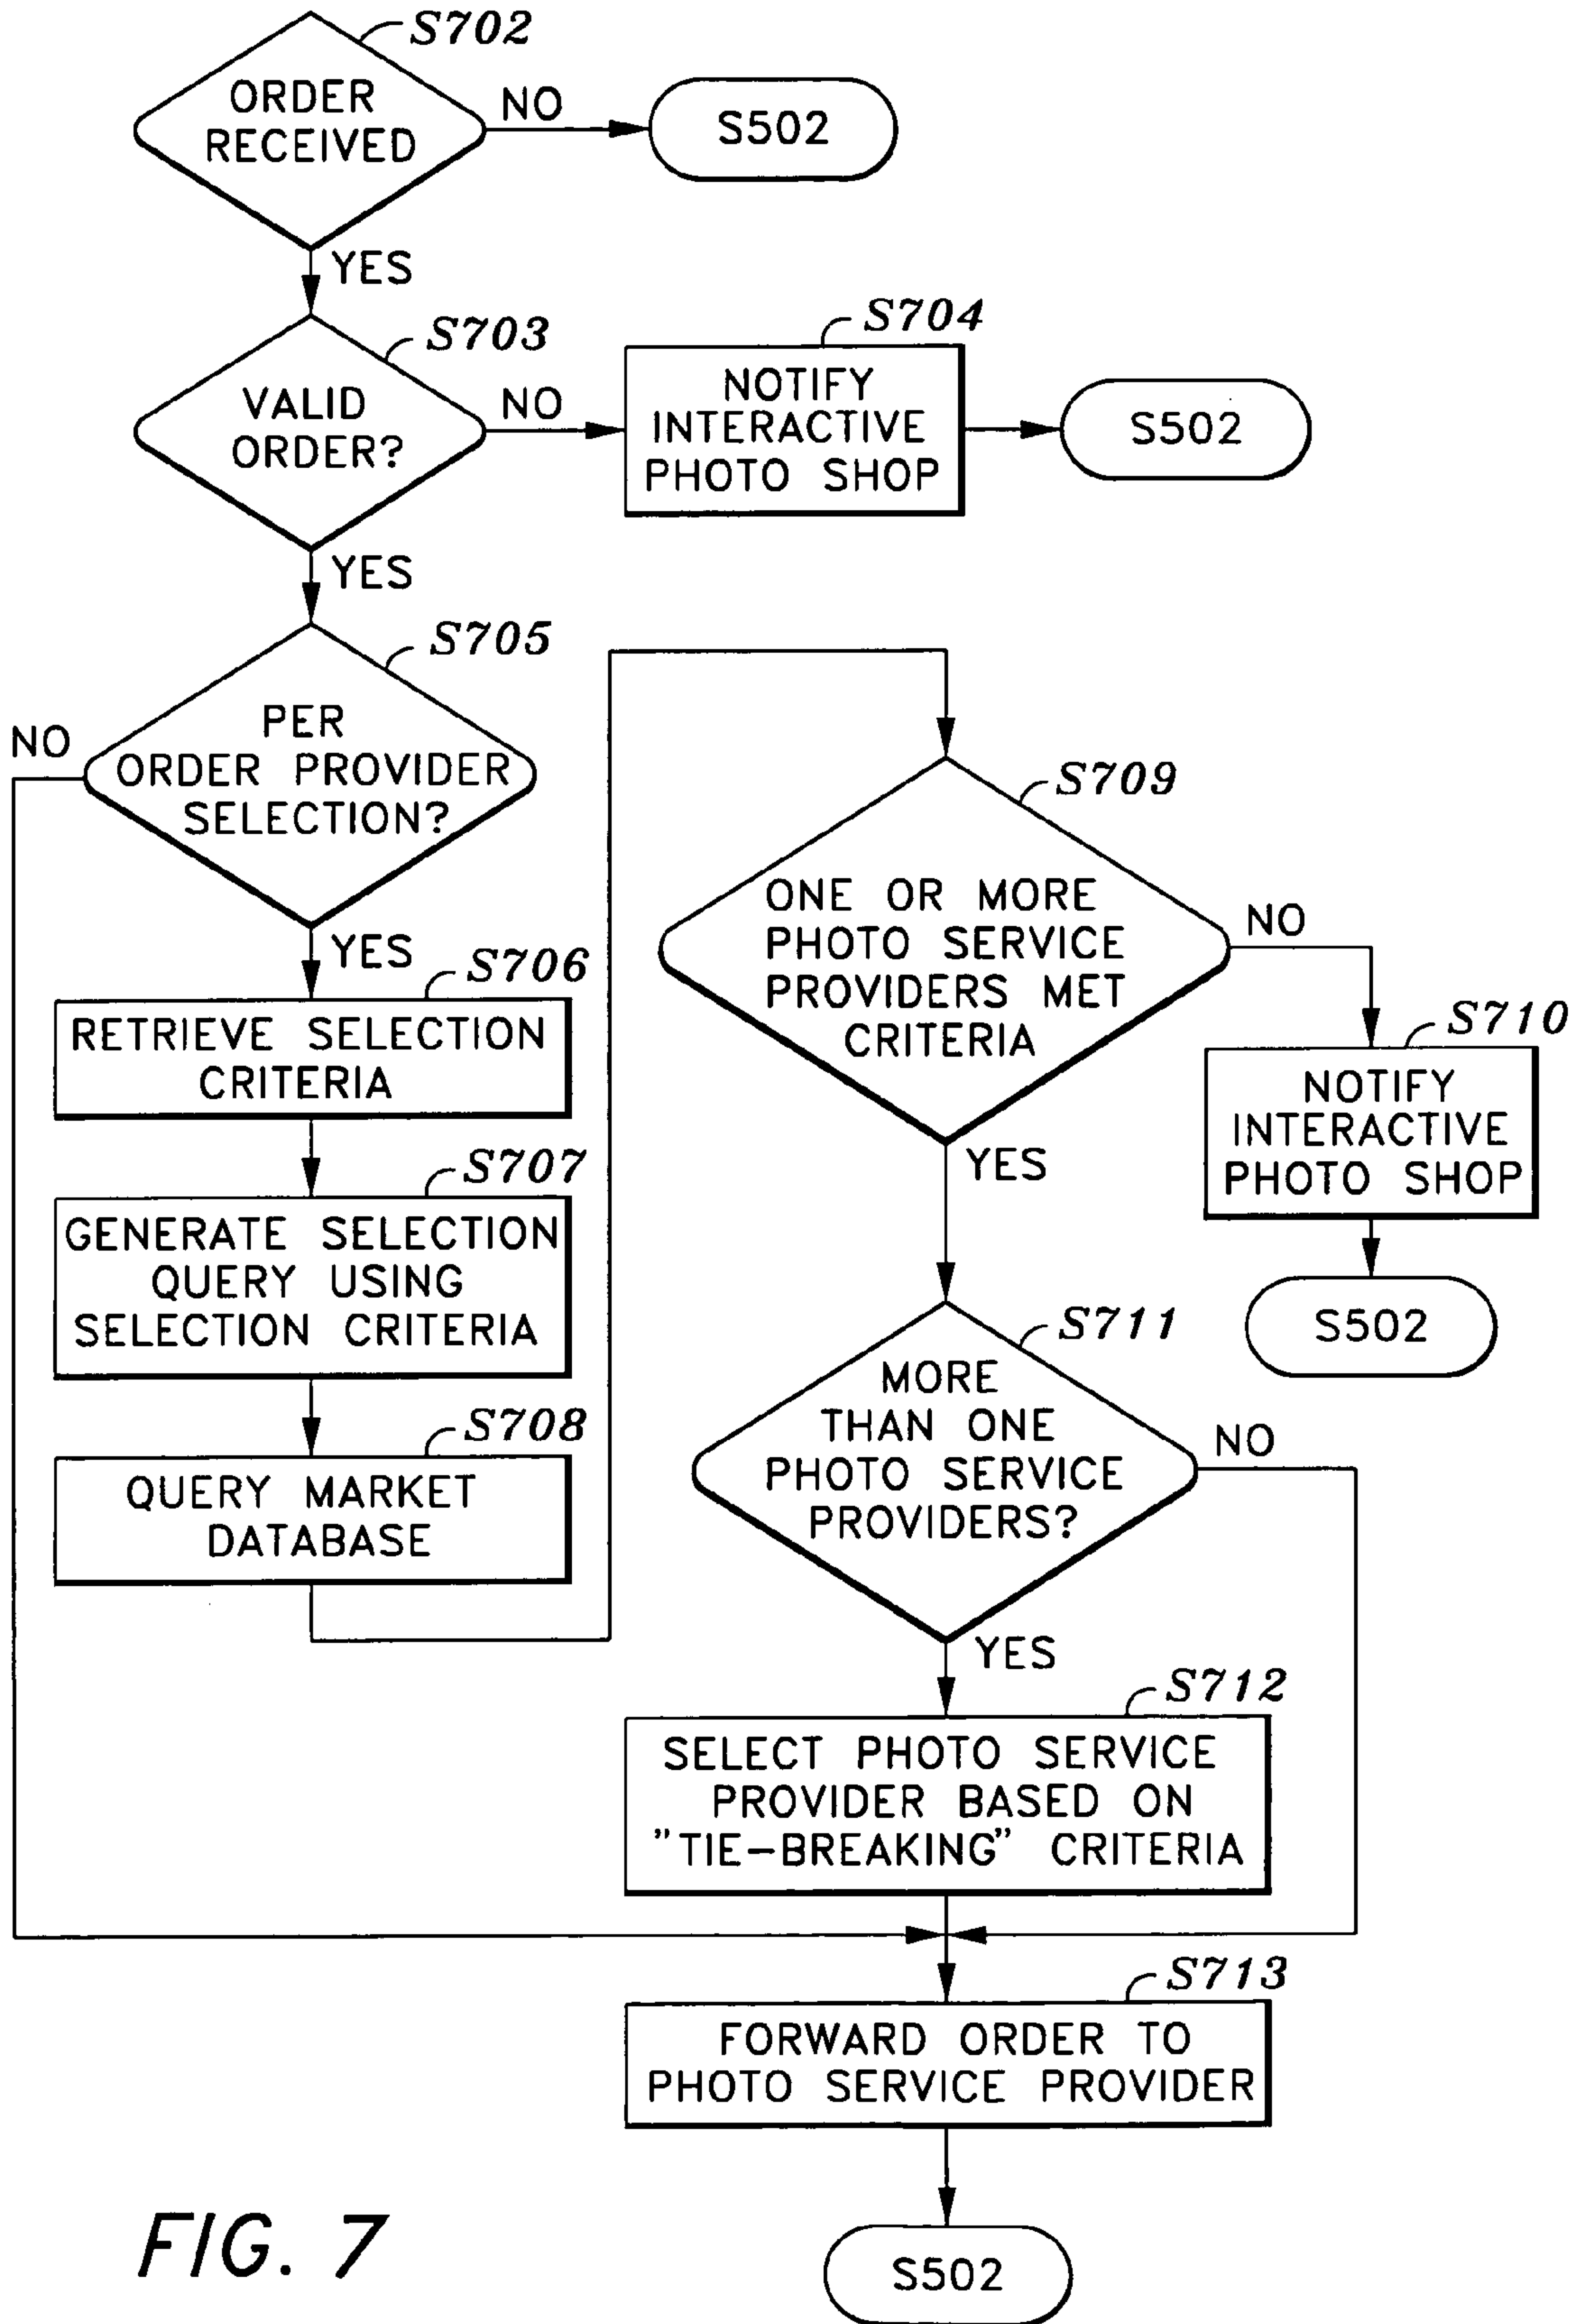 S702
ORDER
RECEIVED
NO
S502
YES
S703
VALID
ORDER?
NO
S704
NOTIFY
INTERACTIVE
PHOTO SHOP
S502
YES
S705
PER
ORDER PROVIDER
SELECTION?
NO
YES
S706
RETRIEVE SELECTION
CRITERIA
S707
GENERATE SELECTION
QUERY USING
SELECTION CRITERIA
S708
QUERY MARKET
DATABASE
S709
ONE OR MORE
PHOTO SERVICE
PROVIDERS MET
CRITERIA
NO
S710
NOTIFY
INTERACTIVE
PHOTO SHOP
S502
YES
S711
MORE
THAN ONE
PHOTO SERVICE
PROVIDERS?
NO
YES
S712
SELECT PHOTO SERVICE
PROVIDER BASED ON
"TIE-BREAKING" CRITERIA
S713
FORWARD ORDER TO
PHOTO SERVICE PROVIDER
S502
FIG. 7